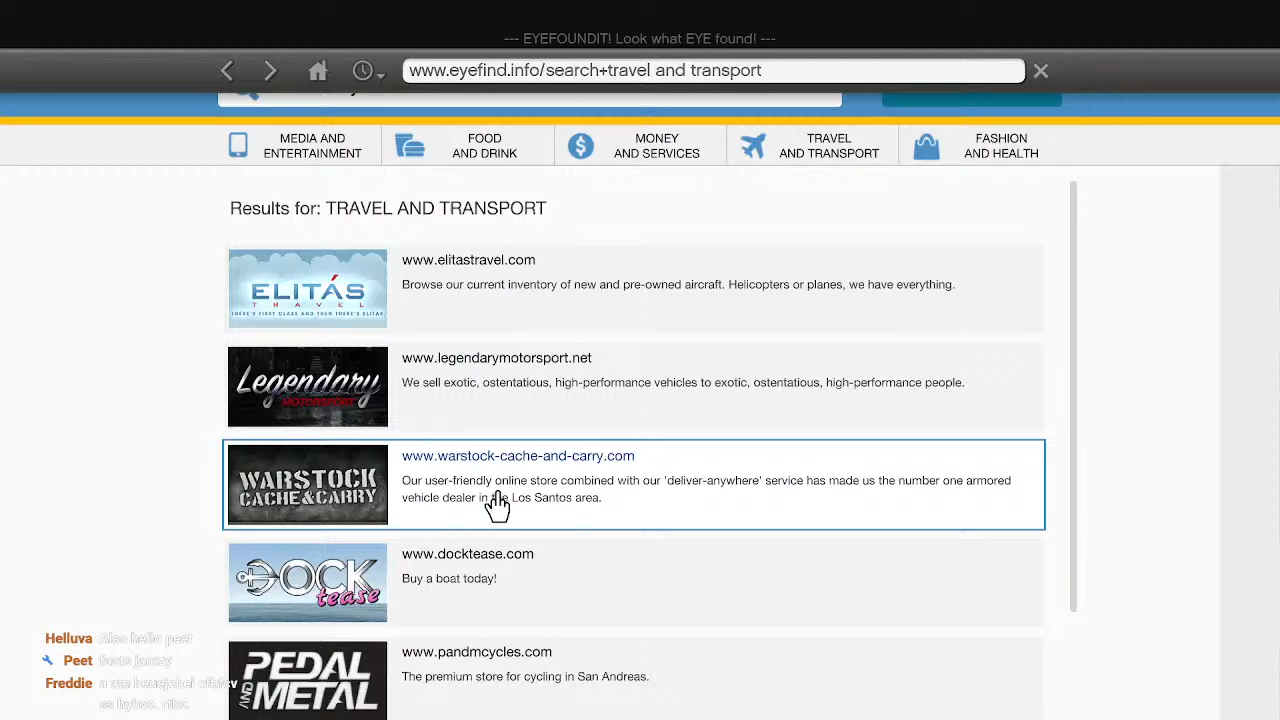 --- EYEFOUNDIT! Look what EYE found! ---
www.eyefind.info/search+travel and transport
MEDIA AND
ENTERTAINMENT
FOOD
AND DRINK
MONEY
AND SERVICES
TRAVEL
AND TRANSPORT
FASHION
AND HEALTH
Results for: TRAVEL AND TRANSPORT
ELITÁS
TRAVEL
THERE'S FIRST CLASS AND THEN THERE'S ELITAS
www.elitastravel.com
Browse our current inventory of new and pre-owned aircraft. Helicopters or planes, we have everything.
Legendary
MOTORSPORT
www.legendarymotorsport.net
We sell exotic, ostentatious, high-performance vehicles to exotic, ostentatious, high-performance people.
WARSTOCK
CACHE&CARRY
www.warstock-cache-and-carry.com
Our user-friendly online store combined with our 'deliver-anywhere' service has made us the number one armored
vehicle dealer in the Los Santos area.
DOCK
tease
www.docktease.com
Buy a boat today!
PEDAL
AND METAL
www.pandmcycles.com
The premium store for cycling in San Andreas.
Helluva Also hello peet
Peet facts jamzy
Freddie